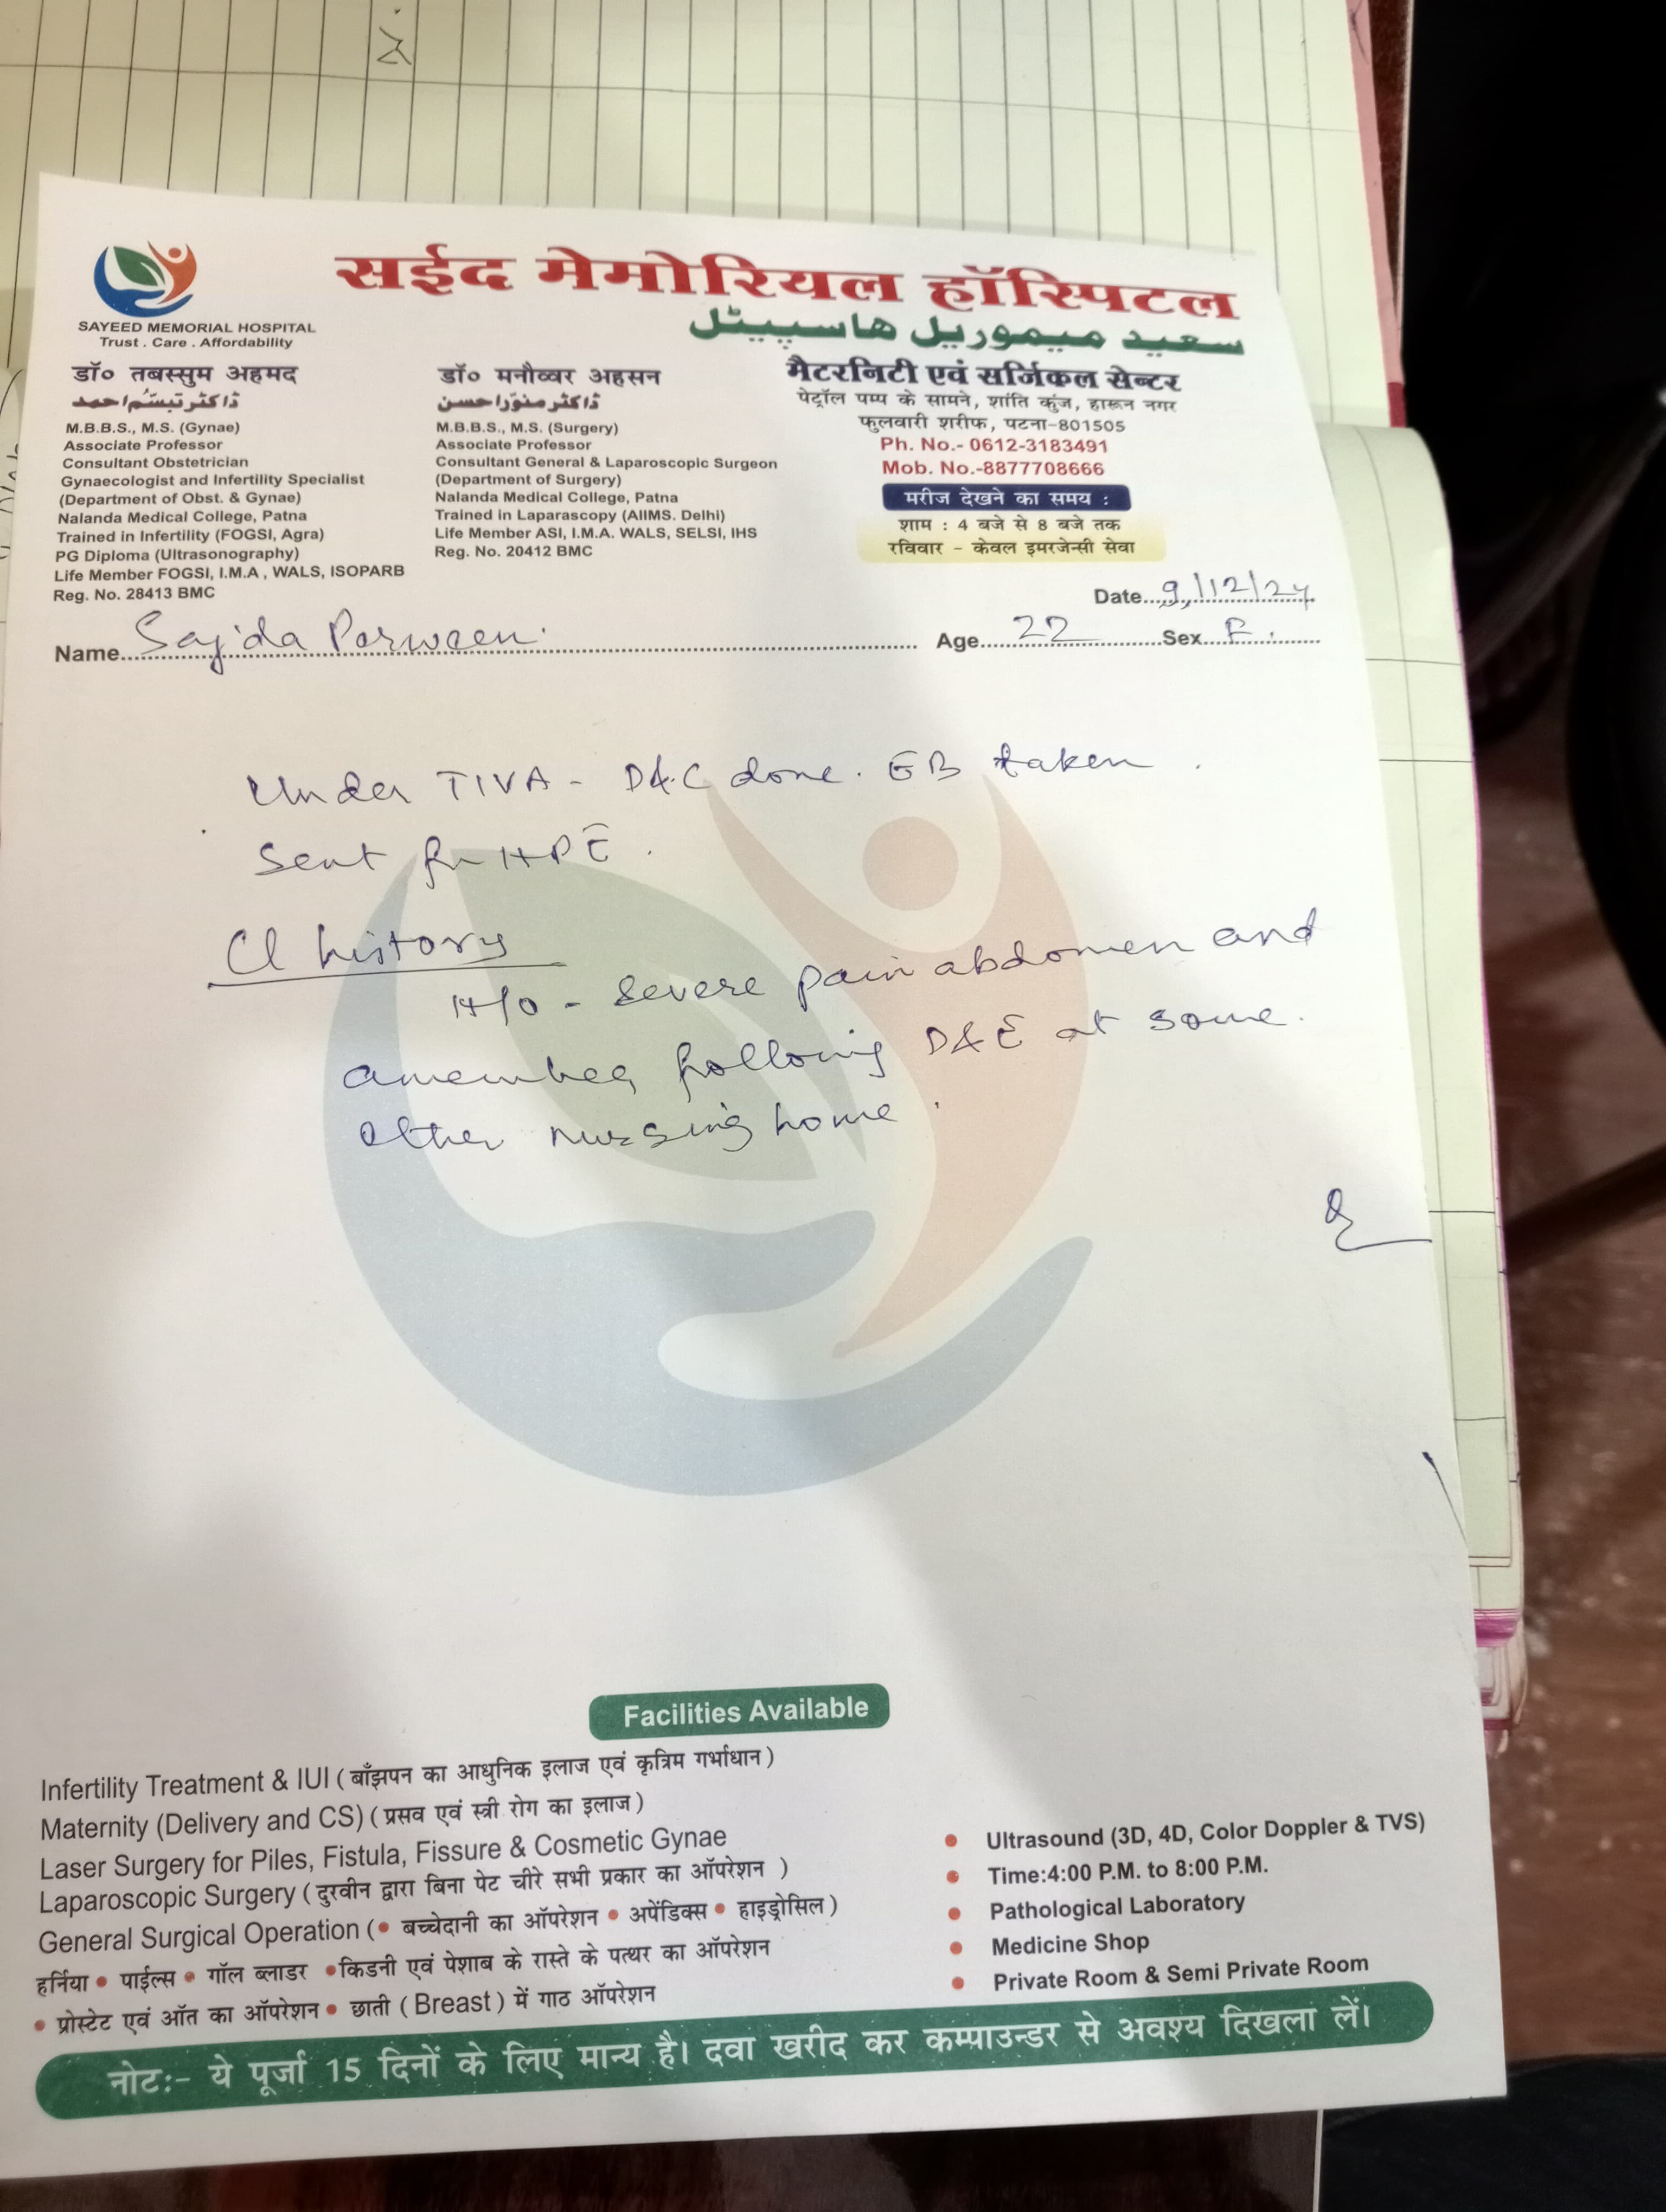 सईद मेमोरियल हॉस्पिटल
سعید میموریل ھاسپیٹل
SAYEED MEMORIAL HOSPITAL
Trust . Care . Affordability
डॉ० तबस्सुम अहमद
ڈاکٹر تبسّم احمد
M.B.B.S., M.S. (Gynae)
Associate Professor
Consultant Obstetrician
Gynaecologist and Infertility Specialist
(Department of Obst. & Gynae)
Nalanda Medical College, Patna
Trained in Infertility (FOGSI, Agra)
PG Diploma (Ultrasonography)
Life Member FOGSI, I.M.A , WALS, ISOPARB
Reg. No. 28413 BMC
डॉ० मनौव्वर अहसन
ڈاکٹر منوّر احسن
M.B.B.S., M.S. (Surgery)
Associate Professor
Consultant General & Laparoscopic Surgeon
(Department of Surgery)
Nalanda Medical College, Patna
Trained in Laparascopy (AIIMS. Delhi)
Life Member ASI, I.M.A. WALS, SELSI, IHS
Reg. No. 20412 BMC
मैटरनिटी एवं सर्जिकल सेन्टर
पेट्रॉल पम्प के सामने, शांति कुंज, हारून नगर
फुलवारी शरीफ, पटना-801505
Ph. No.- 0612-3183491
Mob. No.-8877708666
मरीज देखने का समय :
शाम : 4 बजे से 8 बजे तक
रविवार - केवल इमरजेन्सी सेवा
Date 9/12/24
Name Sajda Parween Age 22 Sex F.
Under TIVA - D&C done. EB taken.
Sent for HPE.
Cl history
H/O - severe pain abdomen and
following D&E at some
other nursing home.
Facilities Available
Infertility Treatment & IUI ( बाँझपन का आधुनिक इलाज एवं कृत्रिम गर्भाधान )
Maternity (Delivery and CS) ( प्रसव एवं स्त्री रोग का इलाज )
Laser Surgery for Piles, Fistula, Fissure & Cosmetic Gynae
Laparoscopic Surgery ( दुरवीन द्वारा बिना पेट चीरे सभी प्रकार का ऑपरेशन )
General Surgical Operation (• बच्चेदानी का ऑपरेशन • अपेंडिक्स • हाइड्रोसिल )
हर्निया • पाईल्स • गॉल ब्लाडर •किडनी एवं पेशाब के रास्ते के पत्थर का ऑपरेशन
• प्रोस्टेट एवं ऑत का ऑपरेशन • छाती ( Breast ) में गाठ ऑपरेशन
• Ultrasound (3D, 4D, Color Doppler & TVS)
• Time:4:00 P.M. to 8:00 P.M.
• Pathological Laboratory
• Medicine Shop
• Private Room & Semi Private Room
नोट:- ये पूर्जा 15 दिनों के लिए मान्य है। दवा खरीद कर कम्पाउन्डर से अवश्य दिखला लें।